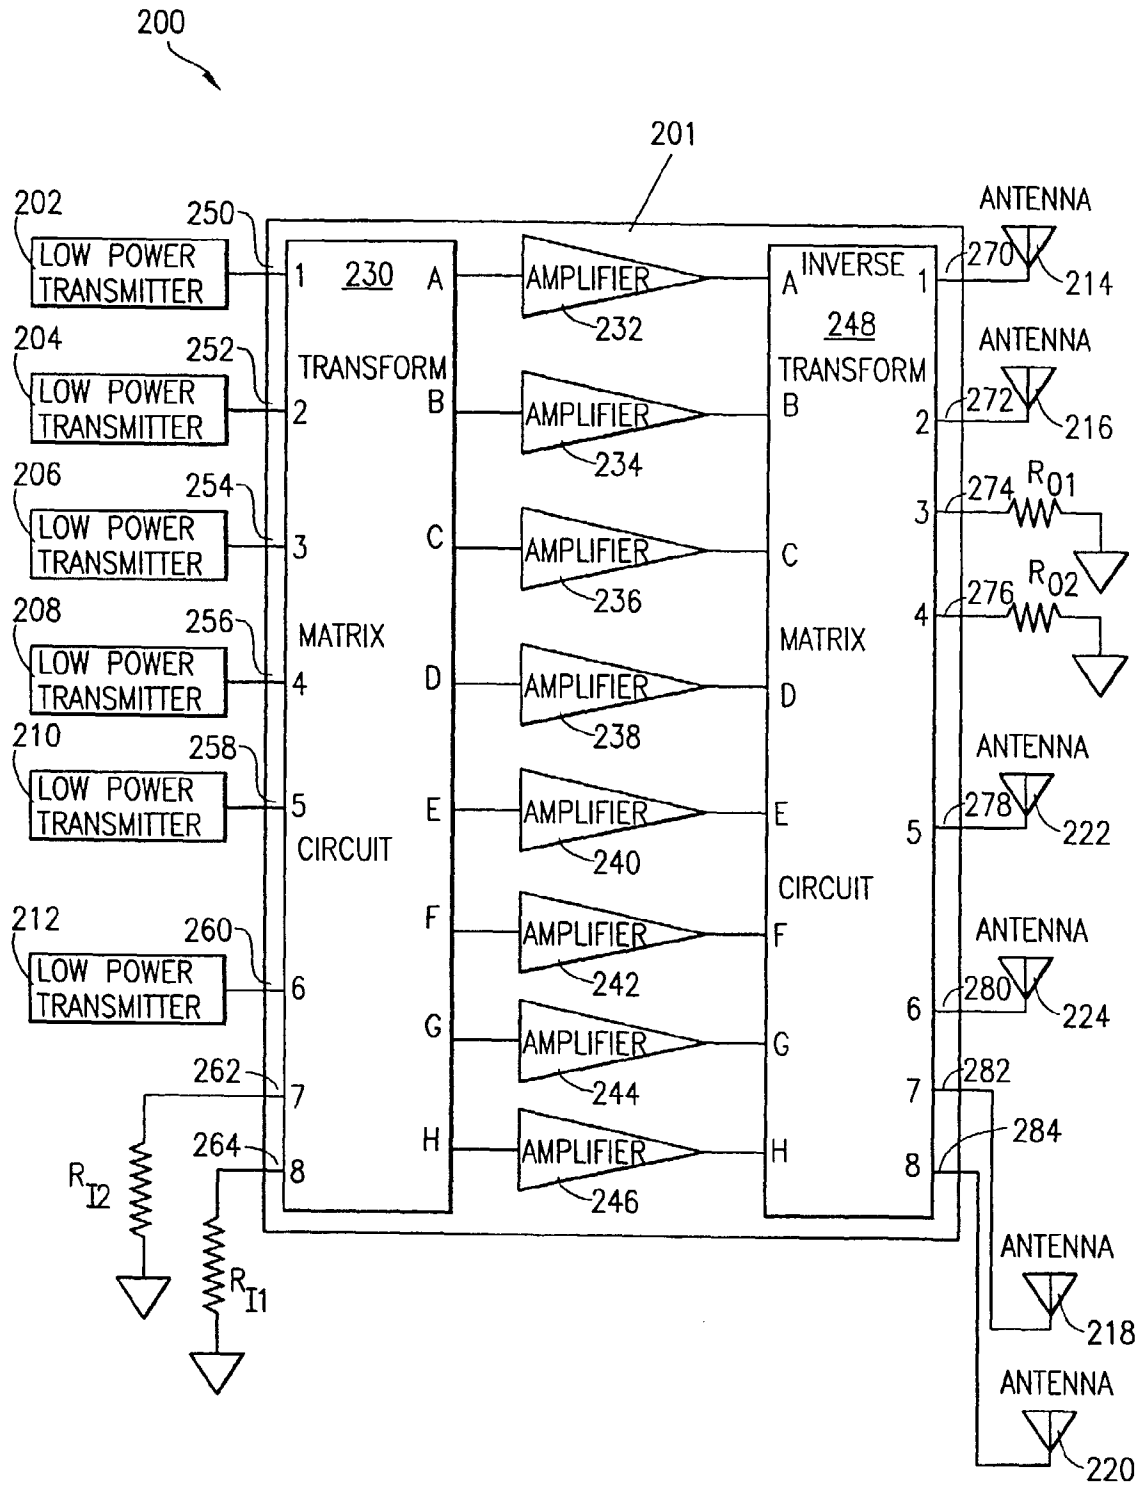 200
201
202
LOW POWER
TRANSMITTER
250
1
230
A
AMPLIFIER
232
A
INVERSE
1
270
ANTENNA
214
204
LOW POWER
TRANSMITTER
252
2
TRANSFORM
B
AMPLIFIER
234
B
248
TRANSFORM
2
272
ANTENNA
216
206
LOW POWER
TRANSMITTER
254
3
C
AMPLIFIER
236
C
3
274
RO1
4
276
RO2
208
LOW POWER
TRANSMITTER
256
4
MATRIX
D
AMPLIFIER
238
D
MATRIX
210
LOW POWER
TRANSMITTER
258
5
CIRCUIT
E
AMPLIFIER
240
E
5
278
ANTENNA
222
212
LOW POWER
TRANSMITTER
260
6
F
AMPLIFIER
242
F
CIRCUIT
6
280
ANTENNA
224
G
AMPLIFIER
244
G
262
7
7
282
264
8
H
AMPLIFIER
246
H
8
284
RI2
RI1
ANTENNA
218
ANTENNA
220